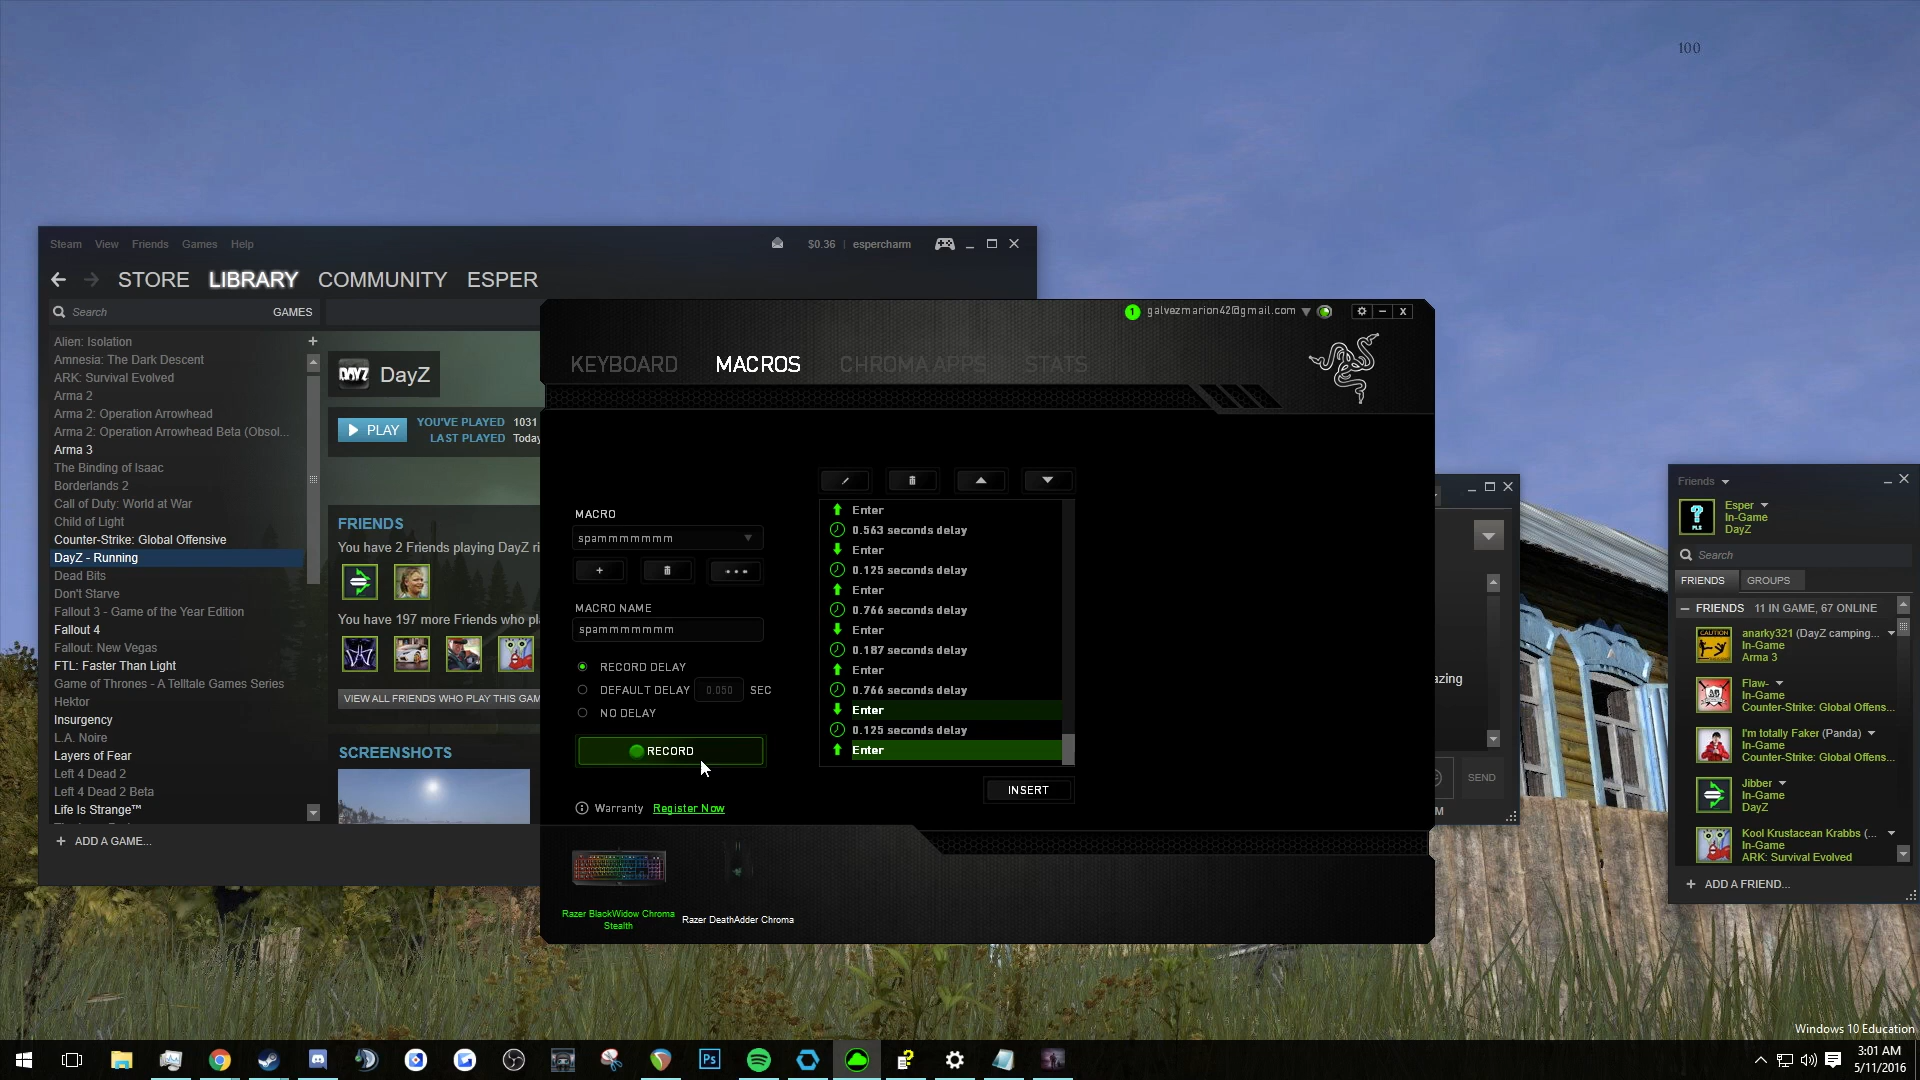 100
Steam View Friends Games Help
$0.36 | espercharm
STORE LIBRARY COMMUNITY ESPER
Search GAMES
Alien: Isolation
Amnesia: The Dark Descent
ARK: Survival Evolved
Arma 2
Arma 2: Operation Arrowhead
Arma 2: Operation Arrowhead Beta (Obsol...
Arma 3
The Binding of Isaac
Borderlands 2
Call of Duty: World at War
Child of Light
Counter-Strike: Global Offensive
DayZ - Running
Dead Bits
Don't Starve
Fallout 3 - Game of the Year Edition
Fallout 4
Fallout: New Vegas
FTL: Faster Than Light
Game of Thrones - A Telltale Games Series
Hektor
Insurgency
L.A. Noire
Layers of Fear
Left 4 Dead 2
Left 4 Dead 2 Beta
Life Is Strange™
+ ADD A GAME...
DAYZ DayZ
PLAY
YOU'VE PLAYED 1031
LAST PLAYED Today
FRIENDS
You have 2 Friends playing DayZ ri
You have 197 more Friends who pl
VIEW ALL FRIENDS WHO PLAY THIS GAM
SCREENSHOTS
1 galvezmarion42@gmail.com
KEYBOARD MACROS CHROMA APPS STATS
MACRO
spammmmmmm
MACRO NAME
spammmmmmm
RECORD DELAY
DEFAULT DELAY 0.050 SEC
NO DELAY
RECORD
Warranty Register Now
Enter
0.563 seconds delay
Enter
0.125 seconds delay
Enter
0.766 seconds delay
Enter
0.187 seconds delay
Enter
0.766 seconds delay
Enter
0.125 seconds delay
Enter
INSERT
Razer BlackWidow Chroma
Stealth
Razer DeathAdder Chroma
azing
SEND
M
Friends
? PLS
Esper
In-Game
DayZ
Search
FRIENDS GROUPS
FRIENDS 11 IN GAME, 67 ONLINE
CAUTION
anarky321 (DayZ camping...
In-Game
Arma 3
Flaw-
In-Game
Counter-Strike: Global Offens...
I'm totally Faker (Panda)
In-Game
Counter-Strike: Global Offens...
Jibber
In-Game
DayZ
Kool Krustacean Krabbs (...
In-Game
ARK: Survival Evolved
+ ADD A FRIEND...
Windows 10 Education
Ps
3:01 AM
5/11/2016